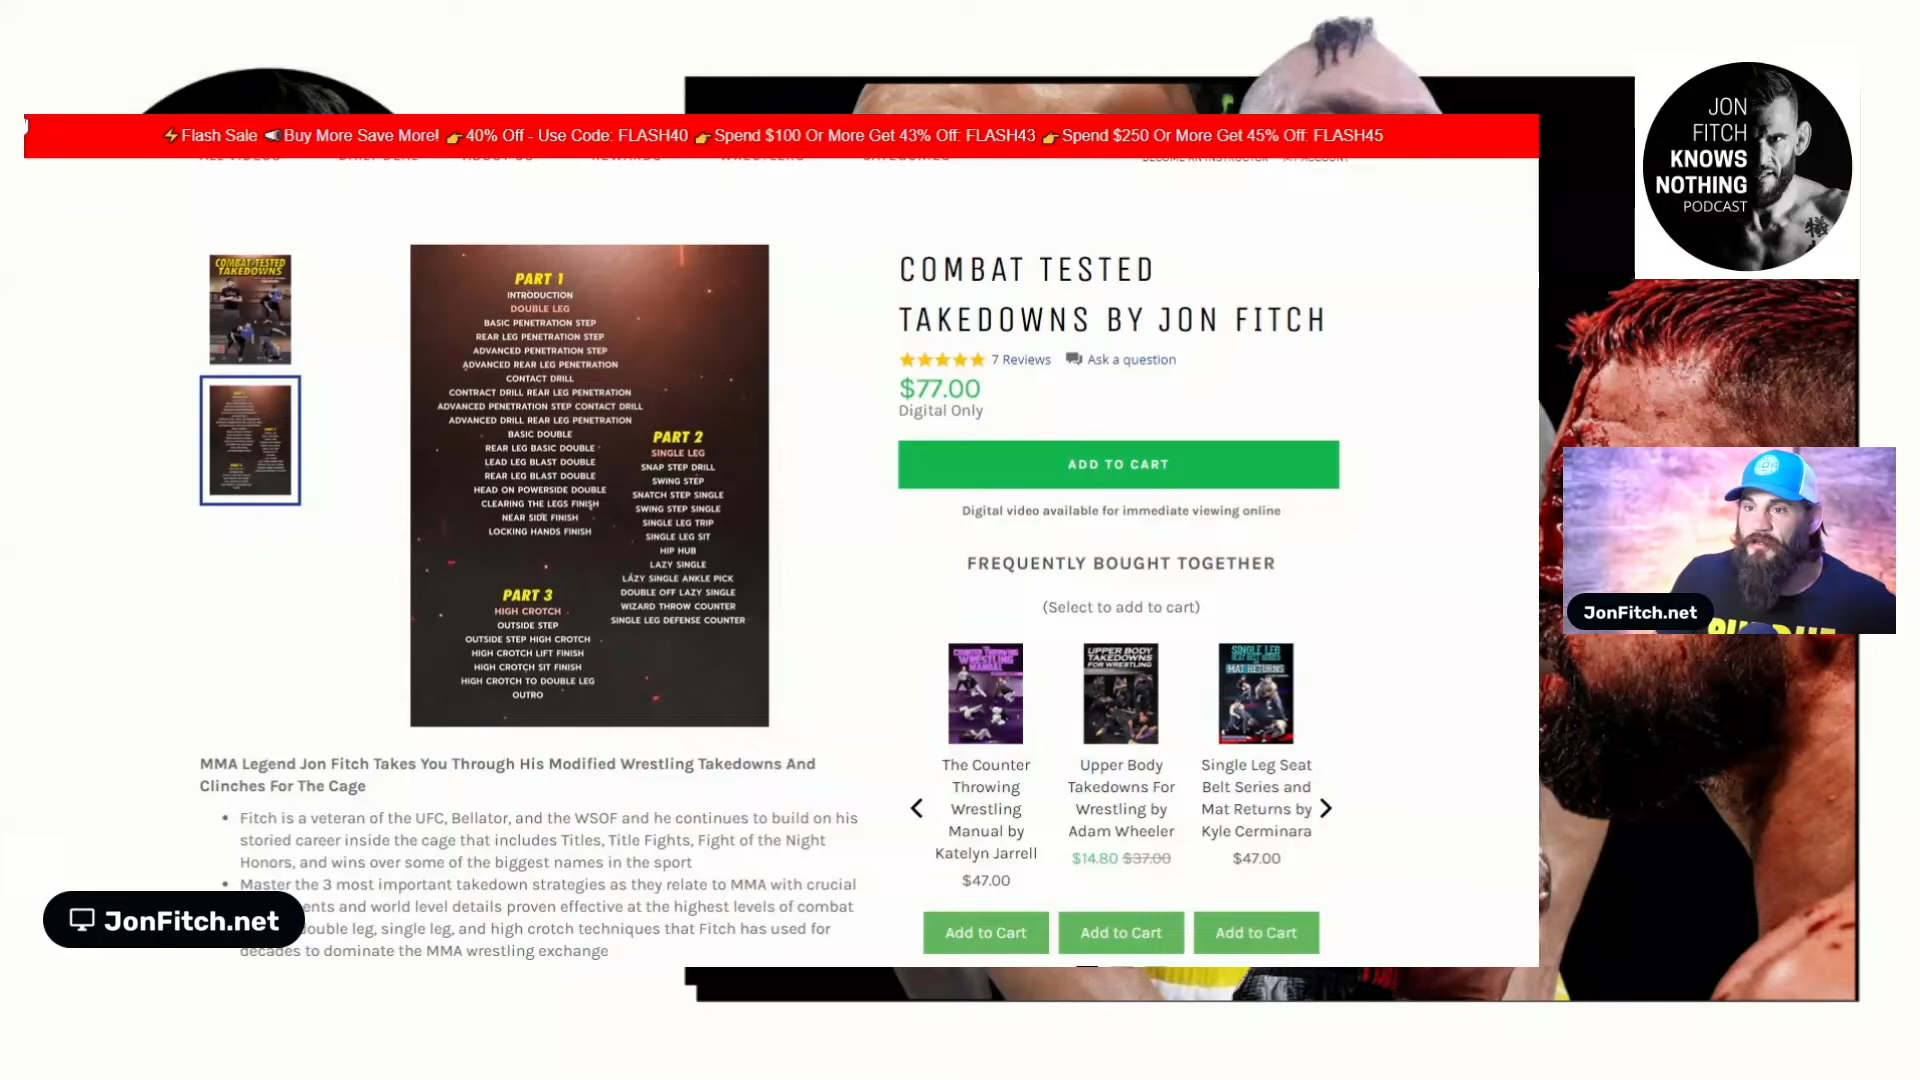 ⚡Flash Sale 📢Buy More Save More! 👉40% Off - Use Code: FLASH40 👉Spend $100 Or More Get 43% Off: FLASH43 👉Spend $250 Or More Get 45% Off: FLASH45
JON
FITCH
KNOWS
NOTHING
PODCAST
COMBAT-TESTED
TAKEDOWNS
PART 1
INTRODUCTION
DOUBLE LEG
BASIC PENETRATION STEP
REAR LEG PENETRATION STEP
ADVANCED PENETRATION STEP
ADVANCED REAR LEG PENETRATION
CONTACT DRILL
CONTRACT DRILL REAR LEG PENETRATION
ADVANCED PENETRATION STEP CONTACT DRILL
ADVANCED DRILL REAR LEG PENETRATION
BASIC DOUBLE
REAR LEG BASIC DOUBLE
LEAD LEG BLAST DOUBLE
REAR LEG BLAST DOUBLE
HEAD ON POWERSIDE DOUBLE
CLEARING THE LEGS FINISH
NEAR SIDE FINISH
LOCKING HANDS FINISH
PART 2
SINGLE LEG
SNAP STEP DRILL
SWING STEP
SNATCH STEP SINGLE
SWING STEP SINGLE
SINGLE LEG TRIP
SINGLE LEG SIT
HIP HUB
LAZY SINGLE
LAZY SINGLE ANKLE PICK
DOUBLE OFF LAZY SINGLE
WIZARD THROW COUNTER
SINGLE LEG DEFENSE COUNTER
PART 3
HIGH CROTCH
OUTSIDE STEP
OUTSIDE STEP HIGH CROTCH
HIGH CROTCH LIFT FINISH
HIGH CROTCH SIT FINISH
HIGH CROTCH TO DOUBLE LEG
OUTRO
COMBAT TESTED
TAKEDOWNS BY JON FITCH
7 Reviews Ask a question
$77.00
Digital Only
ADD TO CART
Digital video available for immediate viewing online
FREQUENTLY BOUGHT TOGETHER
(Select to add to cart)
COUNTER THROWING
WRESTLING
MANUAL
UPPER BODY
TAKEDOWNS
FOR WRESTLING
SINGLE LEG
SEAT BELT SERIES
MAT RETURNS
The Counter
Throwing
Wrestling
Manual by
Katelyn Jarrell
$47.00
Upper Body
Takedowns For
Wrestling by
Adam Wheeler
$14.80 $37.00
Single Leg Seat
Belt Series and
Mat Returns by
Kyle Cerminara
$47.00
Add to Cart
Add to Cart
Add to Cart
MMA Legend Jon Fitch Takes You Through His Modified Wrestling Takedowns And
Clinches For The Cage
• Fitch is a veteran of the UFC, Bellator, and the WSOF and he continues to build on his
storied career inside the cage that includes Titles, Title Fights, Fight of the Night
Honors, and wins over some of the biggest names in the sport
• Master the 3 most important takedown strategies as they relate to MMA with crucial
and world level details proven effective at the highest levels of combat
double leg, single leg, and high crotch techniques that Fitch has used for
decades to dominate the MMA wrestling exchange
JonFitch.net
JonFitch.net